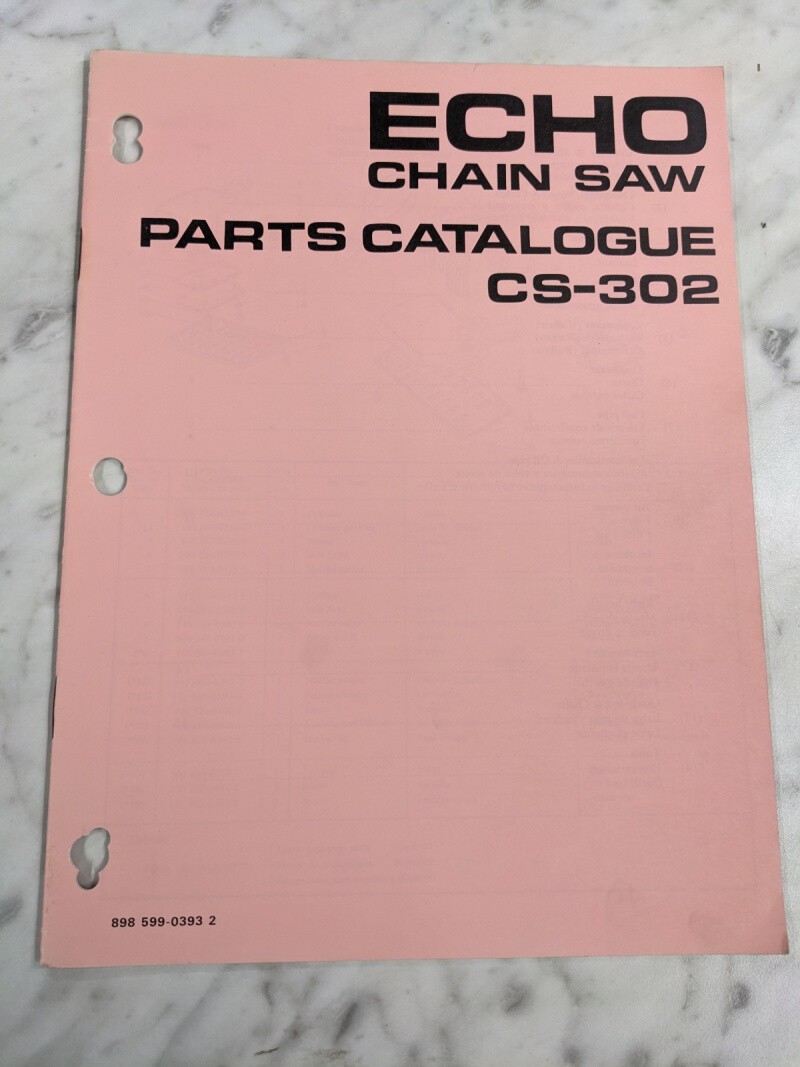 ECHO
CHAIN SAW
PARTS CATALOGUE
CS-302
898 599-0393 2